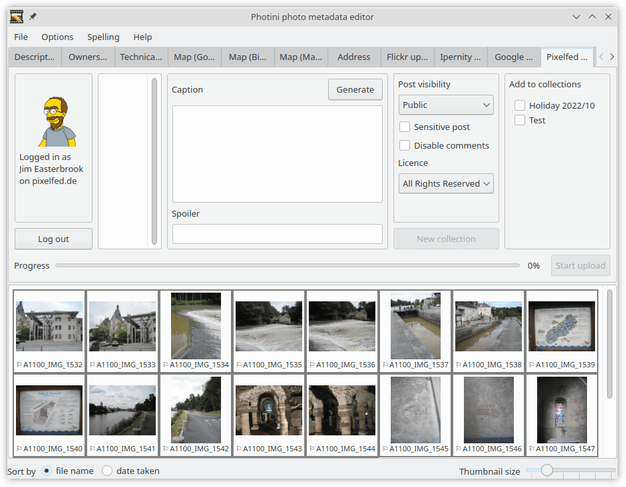 Photini photo metadata editor
File Options Spelling Help
Descript... Owners... Technica... Map (Go... Map (Bi... Map (Ma... Address Flickr up... Ipernity ... Google ... Pixelfed ...
Logged in as
Jim Easterbrook
on pixelfed.de
Log out
Caption
Generate
Spoiler
Post visibility
Public
Sensitive post
Disable comments
Licence
All Rights Reserved
New collection
Add to collections
Holiday 2022/10
Test
Progress 0% Start upload
A1100_IMG_1532 A1100_IMG_1533 A1100_IMG_1534 A1100_IMG_1535 A1100_IMG_1536 A1100_IMG_1537 A1100_IMG_1538 A1100_IMG_1539
A1100_IMG_1540 A1100_IMG_1541 A1100_IMG_1542 A1100_IMG_1543 A1100_IMG_1544 A1100_IMG_1545 A1100_IMG_1546 A1100_IMG_1547
Sort by file name date taken Thumbnail size